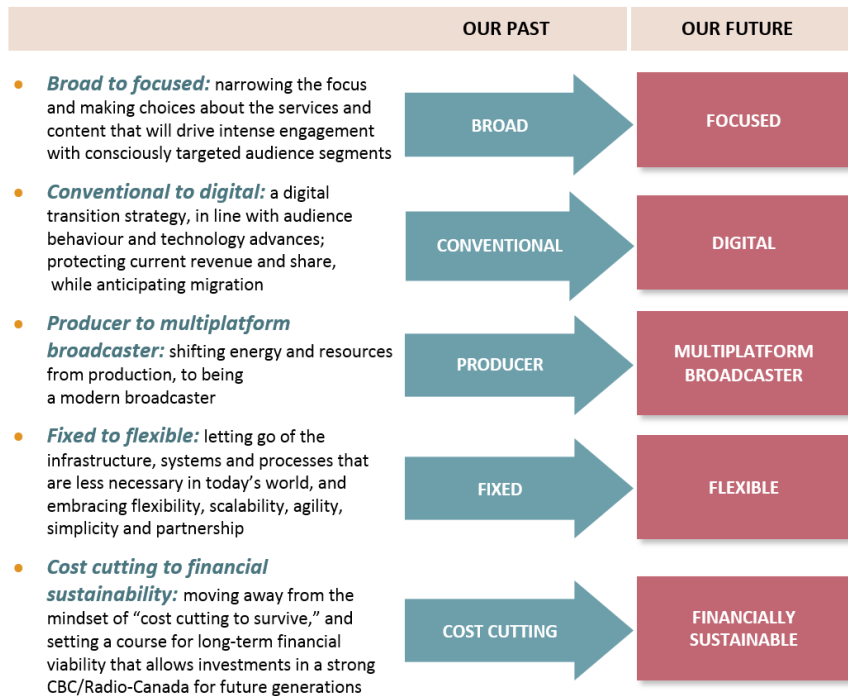 OUR PAST OUR FUTURE
• Broad to focused: narrowing the focus
and making choices about the services and
content that will drive intense engagement
with consciously targeted audience segments
BROAD
FOCUSED
• Conventional to digital: a digital
transition strategy, in line with audience
behaviour and technology advances;
protecting current revenue and share,
while anticipating migration
CONVENTIONAL
DIGITAL
• Producer to multiplatform
broadcaster: shifting energy and resources
from production, to being
a modern broadcaster
PRODUCER
MULTIPLATFORM
BROADCASTER
• Fixed to flexible: letting go of the
infrastructure, systems and processes that
are less necessary in today’s world, and
embracing flexibility, scalability, agility,
simplicity and partnership
FIXED
FLEXIBLE
• Cost cutting to financial
sustainability: moving away from the
mindset of “cost cutting to survive,” and
setting a course for long-term financial
viability that allows investments in a strong
CBC/Radio-Canada for future generations
COST CUTTING
FINANCIALLY
SUSTAINABLE